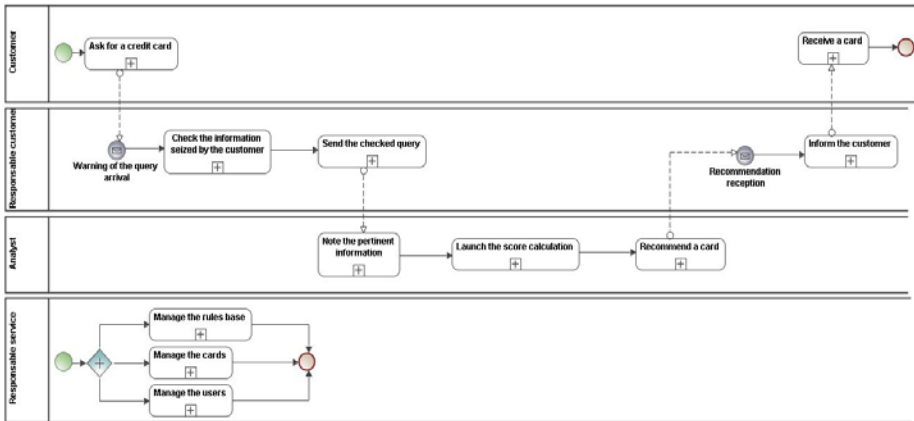 Customer
Ask for a credit card
Receive a card
Responsable customer
Warning of the query
arrival
Check the information
seized by the customer
Send the checked query
Recommendation
reception
Inform the customer
Analyst
Note the pertinent
information
Launch the score calculation
Recommend a card
Responsable service
Manage the rules base
Manage the cards
Manage the users